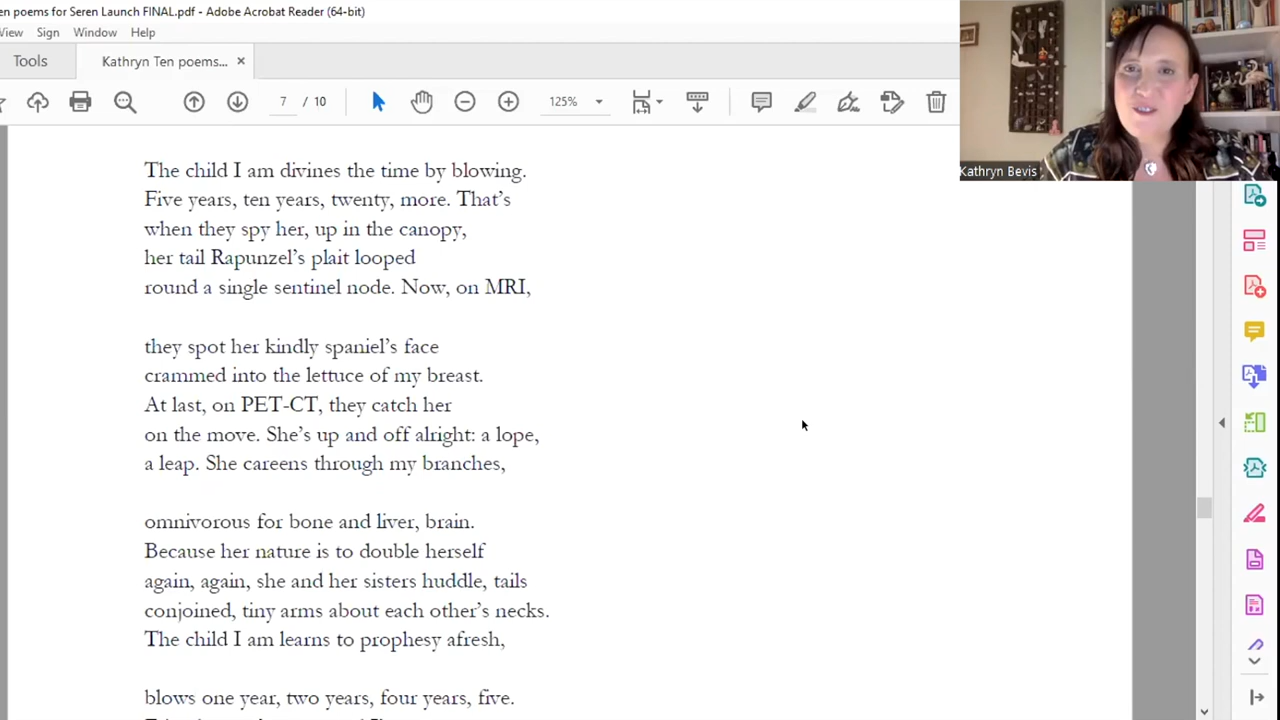 en poems for Seren Launch FINAL.pdf - Adobe Acrobat Reader (64-bit)
View Sign Window Help
Tools
Kathryn Ten poems... ×
7 / 10
125%
Kathryn Bevis
The child I am divines the time by blowing.
Five years, ten years, twenty, more. That’s
when they spy her, up in the canopy,
her tail Rapunzel’s plait looped
round a single sentinel node. Now, on MRI,
they spot her kindly spaniel’s face
crammed into the lettuce of my breast.
At last, on PET-CT, they catch her
on the move. She’s up and off alright: a lope,
a leap. She careens through my branches,
omnivorous for bone and liver, brain.
Because her nature is to double herself
again, again, she and her sisters huddle, tails
conjoined, tiny arms about each other’s necks.
The child I am learns to prophesy afresh,
blows one year, two years, four years, five.